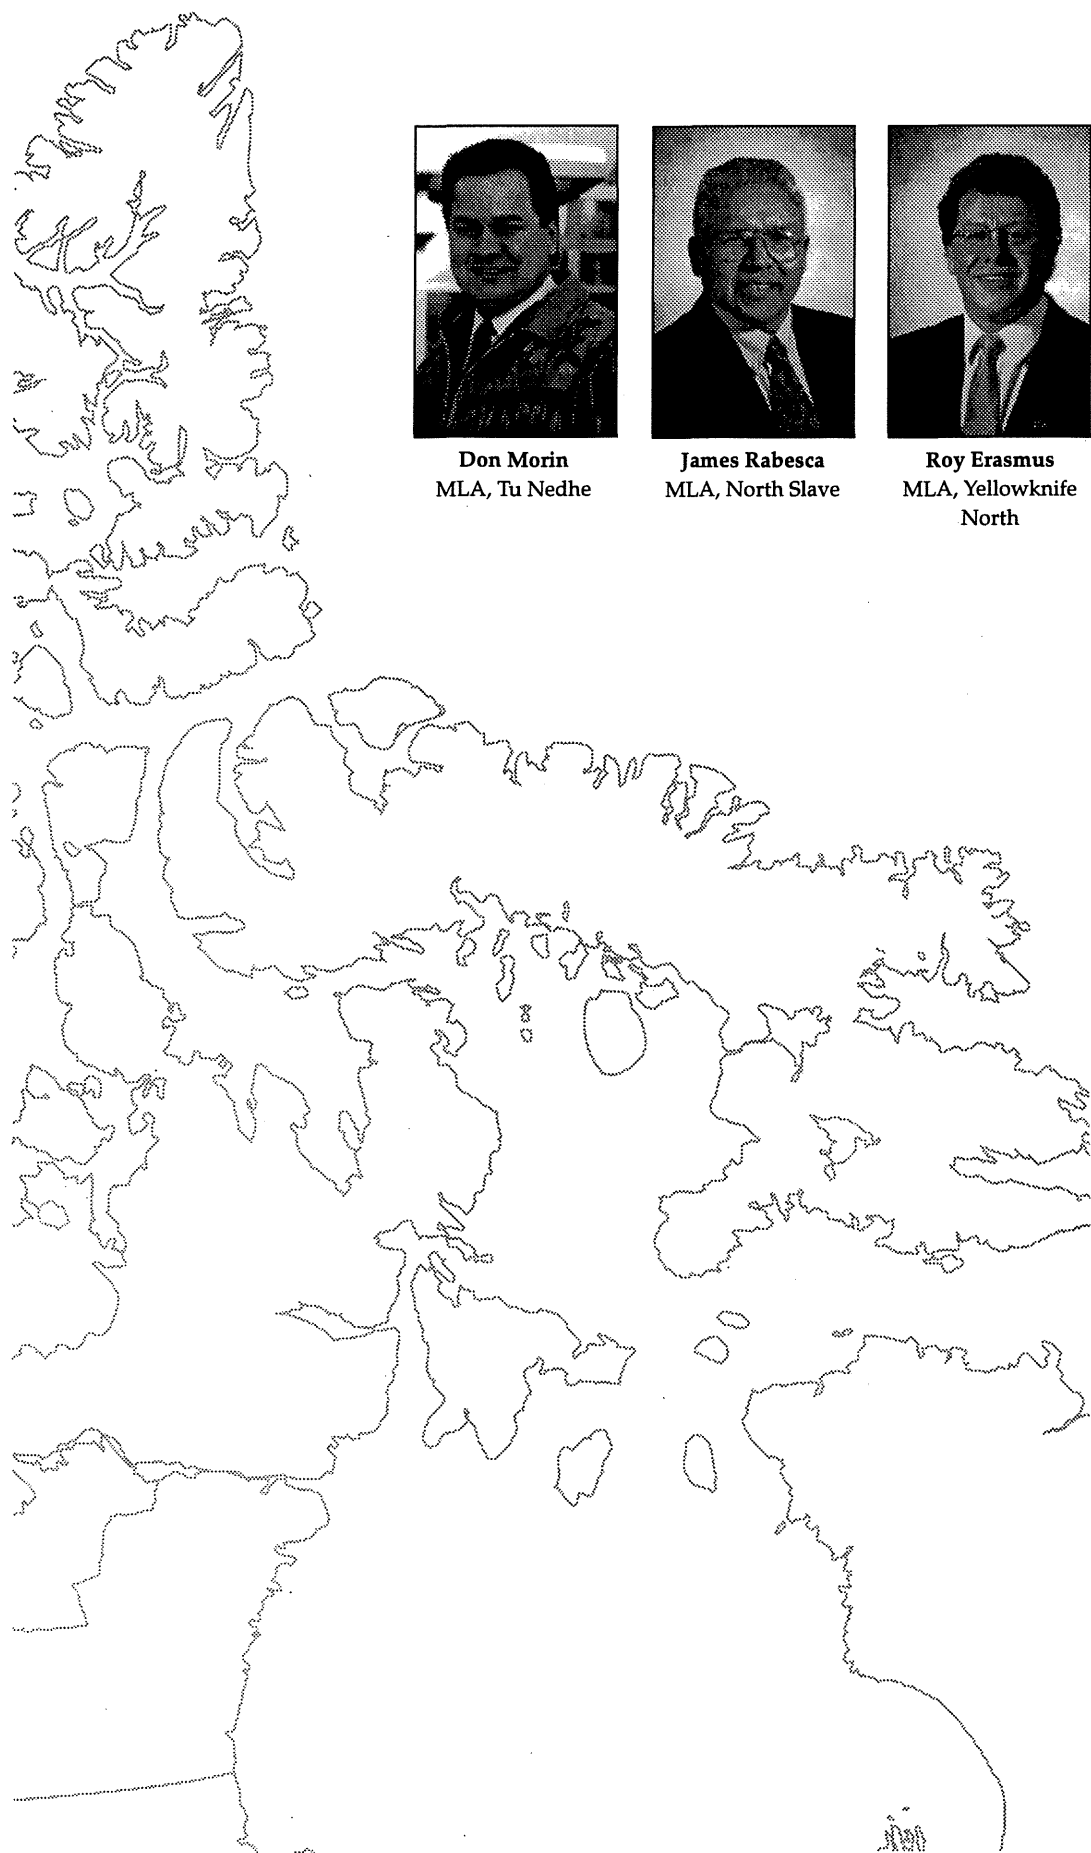 Don Morin
MLA, Tu Nedhe
James Rabesca
MLA, North Slave
Roy Erasmus
MLA, Yellowknife
North